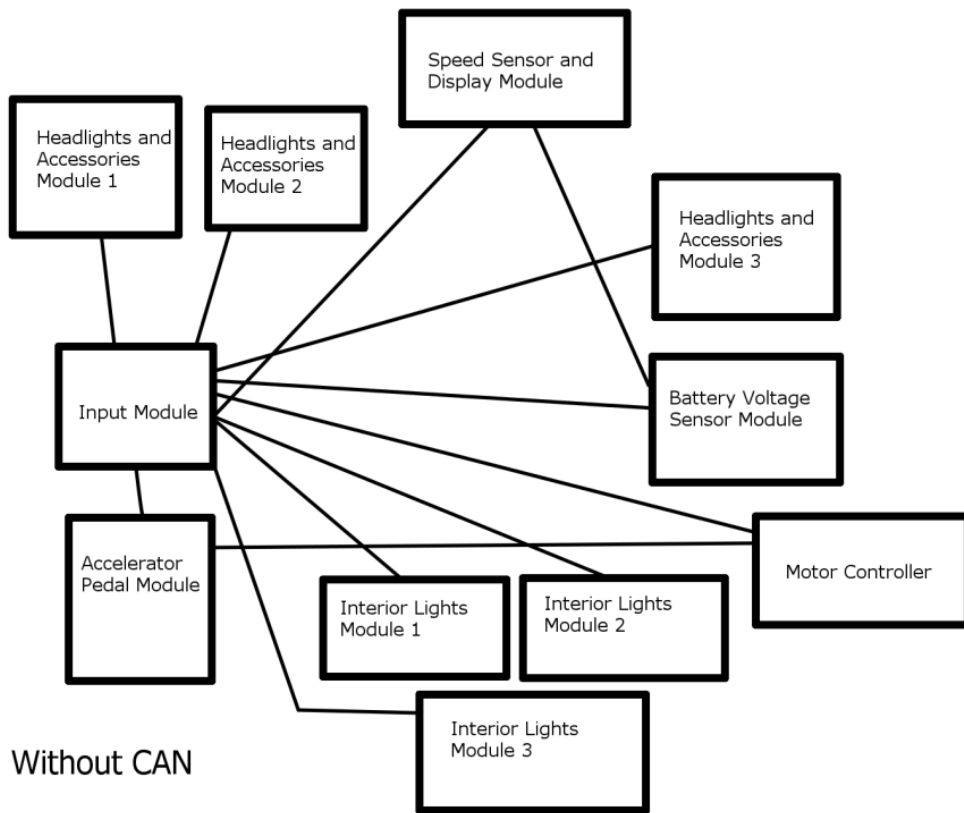 Speed Sensor and
Display Module
Headlights and
Accessories
Module 1
Headlights and
Accessories
Module 2
Headlights and
Accessories
Module 3
Input Module
Battery Voltage
Sensor Module
Accelerator
Pedal Module
Motor Controller
Interior Lights
Module 1
Interior Lights
Module 2
Interior Lights
Module 3
Without CAN